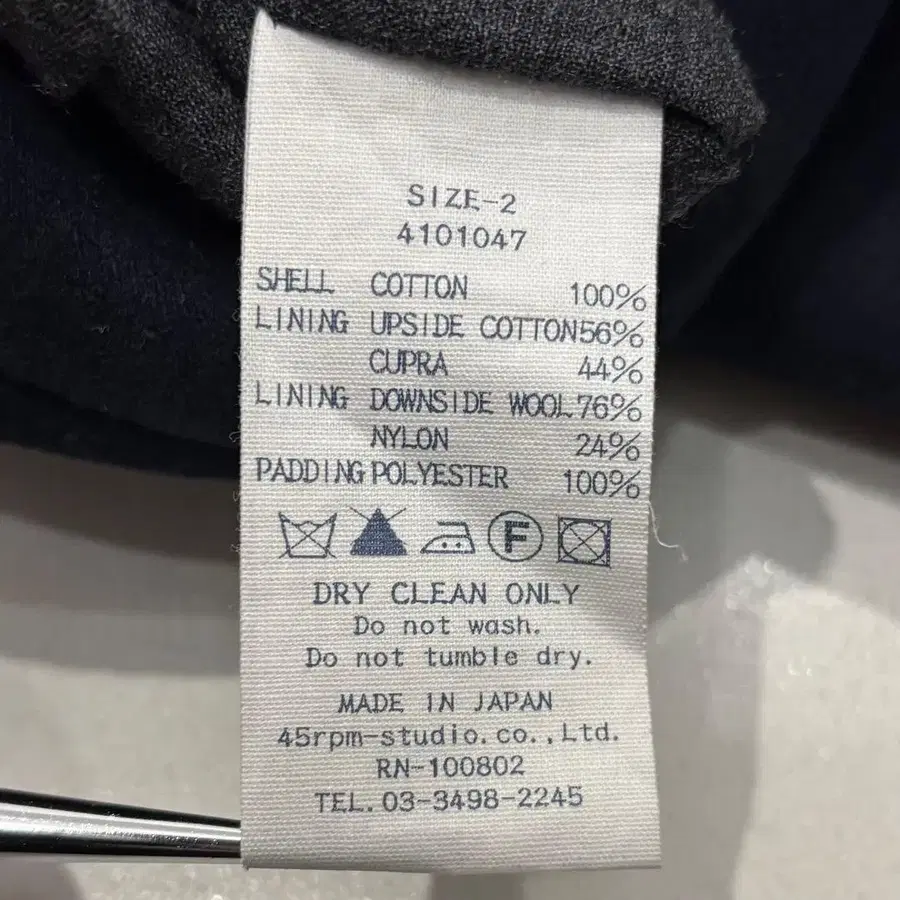 SIZE-2
4101047
SHELL COTTON 100%
LINING UPSIDE COTTON56%
CUPRA 44%
LINING DOWNSIDE WOOL76%
NYLON 24%
PADDING POLYESTER 100%
F
DRY CLEAN ONLY
Do not wash.
Do not tumble dry.
MADE IN JAPAN
45rpm-studio.co.,Ltd.
RN-100802
TEL.03-3498-2245